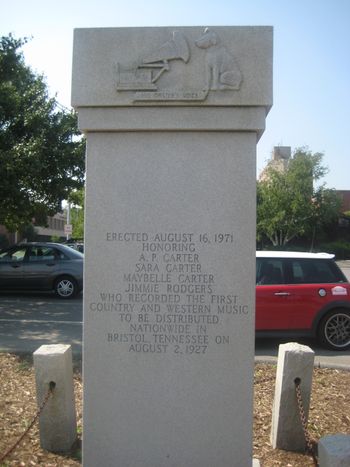 HIS MASTER'S VOICE
ERECTED AUGUST 16, 1971
HONORING
A. P. CARTER
SARA CARTER
MAYBELLE CARTER
JIMMIE RODGERS
WHO RECORDED THE FIRST
COUNTRY AND WESTERN MUSIC
TO BE DISTRIBUTED
NATIONWIDE IN
BRISTOL, TENNESSEE ON
AUGUST 2, 1927